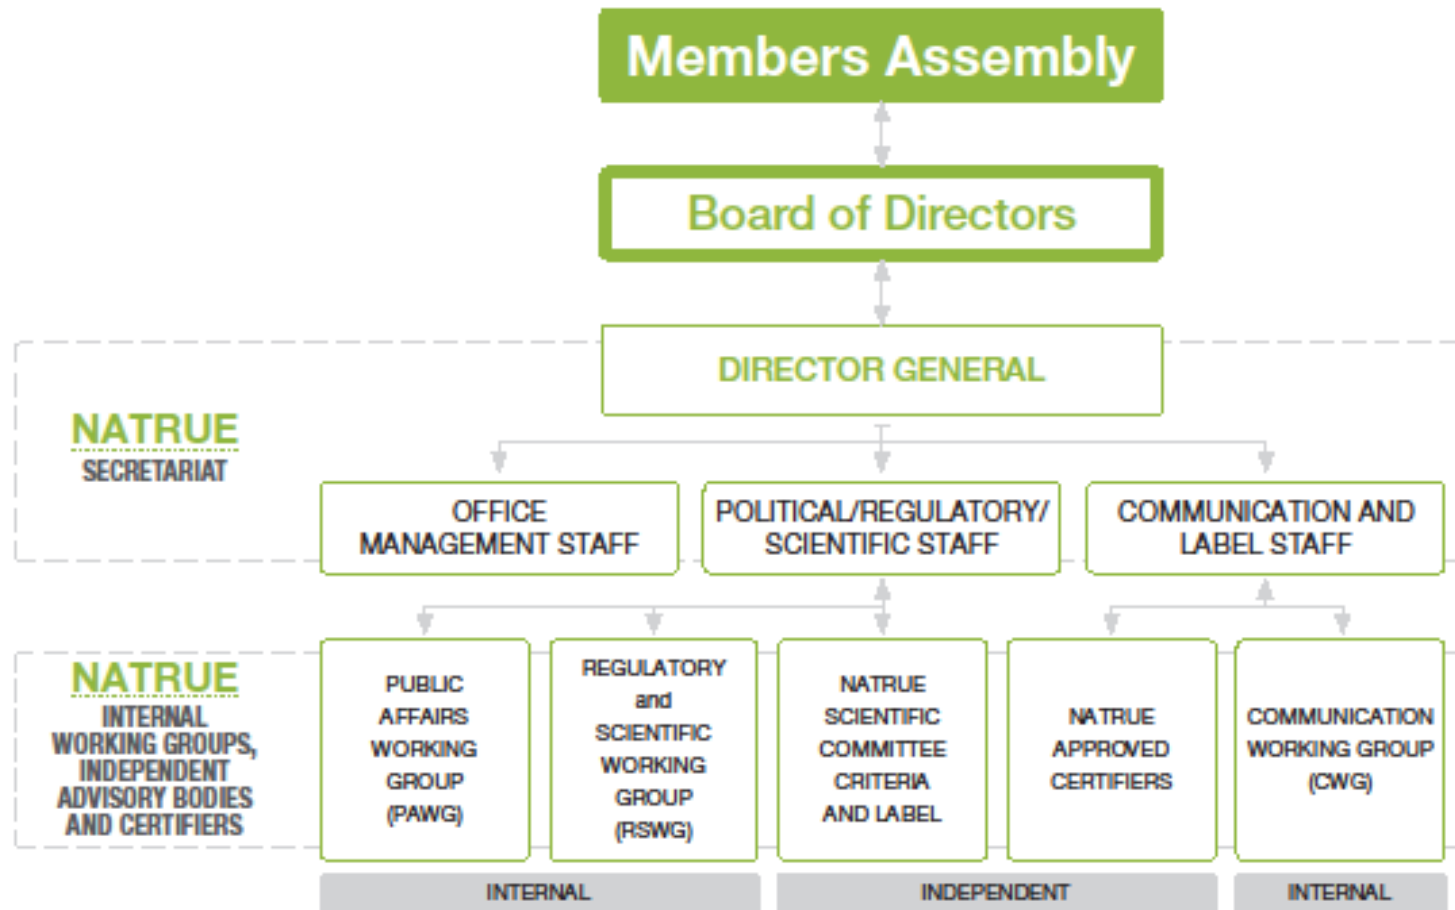 Members Assembly
Board of Directors
DIRECTOR GENERAL
NATRUE
SECRETARIAT
OFFICE
MANAGEMENT STAFF
POLITICAL/REGULATORY/
SCIENTIFIC STAFF
COMMUNICATION AND
LABEL STAFF
NATRUE
INTERNAL
WORKING GROUPS,
INDEPENDENT
ADVISORY BODIES
AND CERTIFIERS
PUBLIC
AFFAIRS
WORKING
GROUP
(PAWG)
REGULATORY
and
SCIENTIFIC
WORKING
GROUP
(RSWG)
NATRUE
SCIENTIFIC
COMMITTEE
CRITERIA
AND LABEL
NATRUE
APPROVED
CERTIFIERS
COMMUNICATION
WORKING GROUP
(CWG)
INTERNAL
INDEPENDENT
INTERNAL